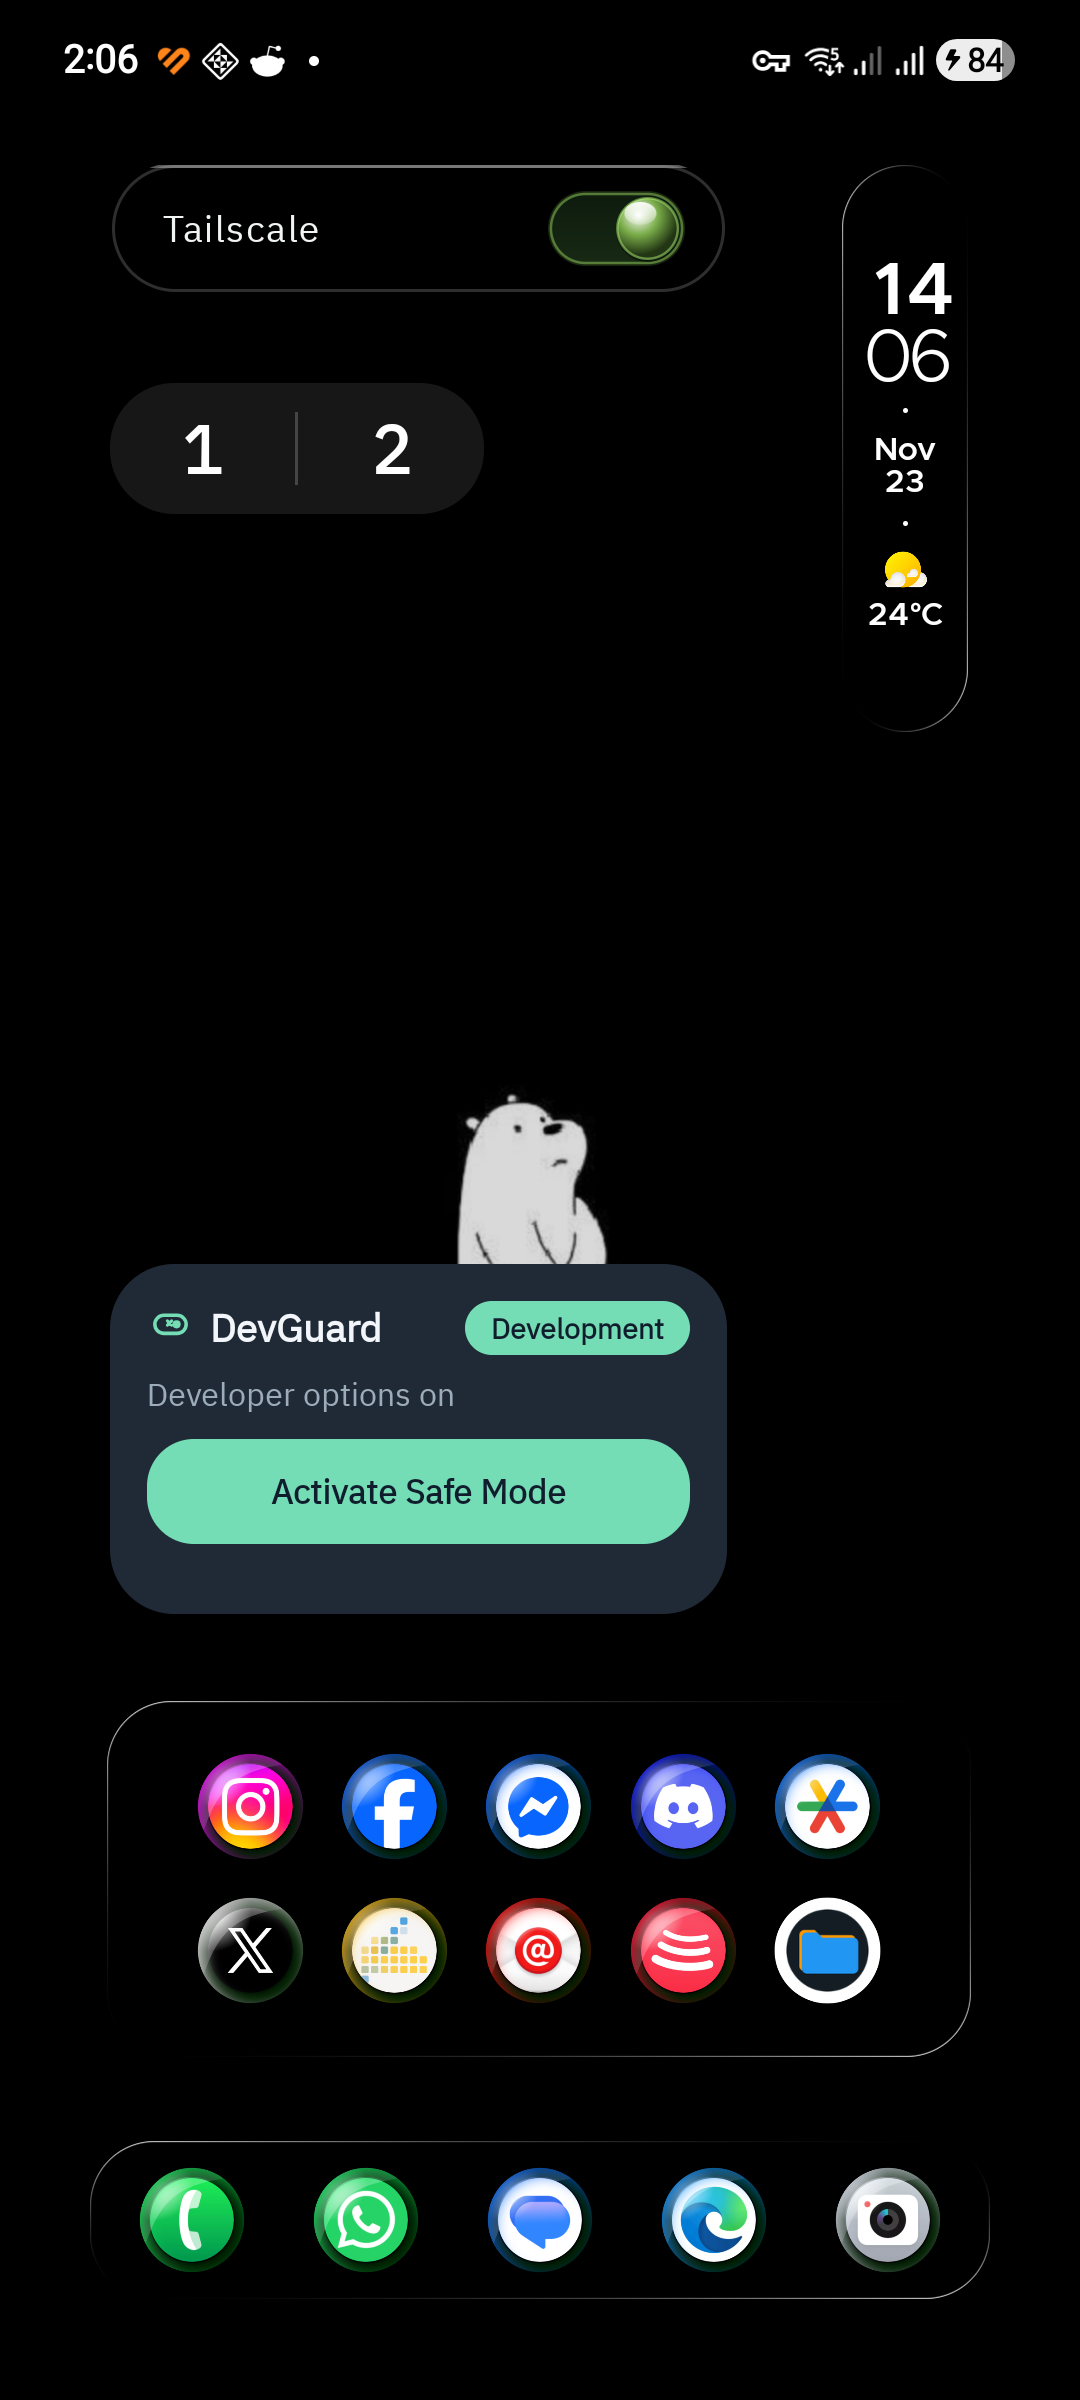 2:06
5
84
Tailscale
14
06
Nov
23
24°C
1 2
DevGuard
Development
Developer options on
Activate Safe Mode
@